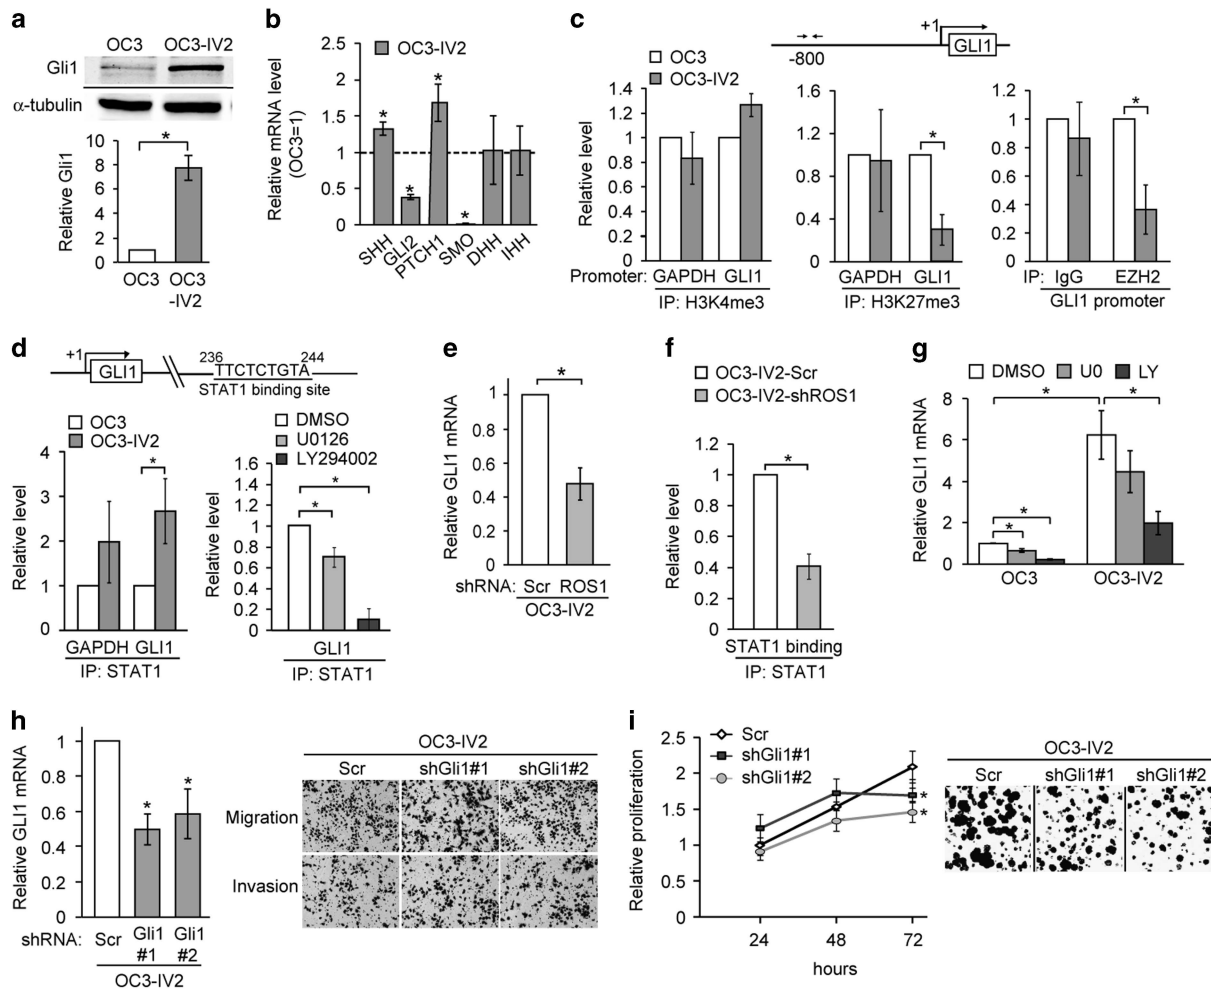 a
OC3 OC3-IV2
Gli1
α-tubulin
*
10
8
6
4
2
0
Relative Gli1
OC3
OC3
-IV2
b
OC3-IV2
2.5
2
1.5
1
0.5
0
Relative mRNA level
(OC3=1)
* * * *
SHH GLI2 PTCH1 SMO DHH IHH
c
+1
GLI1
-800
OC3
OC3-IV2
Relative level
1.4
1.2
1
0.8
0.6
0.4
0.2
0
Promoter: GAPDH GLI1
IP: H3K4me3
1.6
1.2
0.8
0.4
0
*
GAPDH GLI1
IP: H3K27me3
1.2
1
0.8
0.6
0.4
0.2
0
*
IP: IgG EZH2
GLI1 promoter
d
+1
GLI1
236 TTCTCTGTA 244
STAT1 binding site
OC3
OC3-IV2
Relative level
4
3
2
1
0
*
GAPDH GLI1
IP: STAT1
DMSO
U0126
LY294002
Relative level
1.6
1.4
1.2
1
0.8
0.6
0.4
0.2
0
*
*
GLI1
IP: STAT1
e
Relative GLI1 mRNA
1
0.8
0.6
0.4
0.2
0
*
shRNA: Scr ROS1
OC3-IV2
f
OC3-IV2-Scr
OC3-IV2-shROS1
Relative level
1.2
1
0.8
0.6
0.4
0.2
0
*
STAT1 binding
IP: STAT1
g
DMSO U0 LY
Relative GLI1 mRNA
8
6
4
2
0
* *
*
*
OC3 OC3-IV2
h
Relative GLI1 mRNA
1
0.8
0.6
0.4
0.2
0
* *
shRNA: Scr Gli1 Gli1
#1 #2
OC3-IV2
OC3-IV2
Scr shGli1#1 shGli1#2
Migration
Invasion
i
Scr
shGli1#1
shGli1#2
Relative proliferation
2.5
2
1.5
1
0.5
0
*
*
24 48 72
hours
OC3-IV2
Scr shGli1#1 shGli1#2